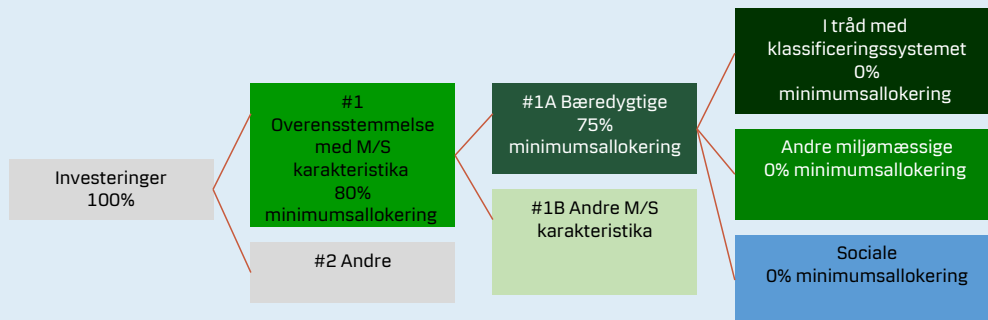 Investeringer
100%
#1
Overensstemmelse
med M/S
karakteristika
80%
minimumsallokering
#2 Andre
#1A Bæredygtige
75%
minimumsallokering
#1B Andre M/S
karakteristika
I tråd med
klassificeringssystemet
0%
minimumsallokering
Andre miljømæssige
0% minimumsallokering
Sociale
0% minimumsallokering